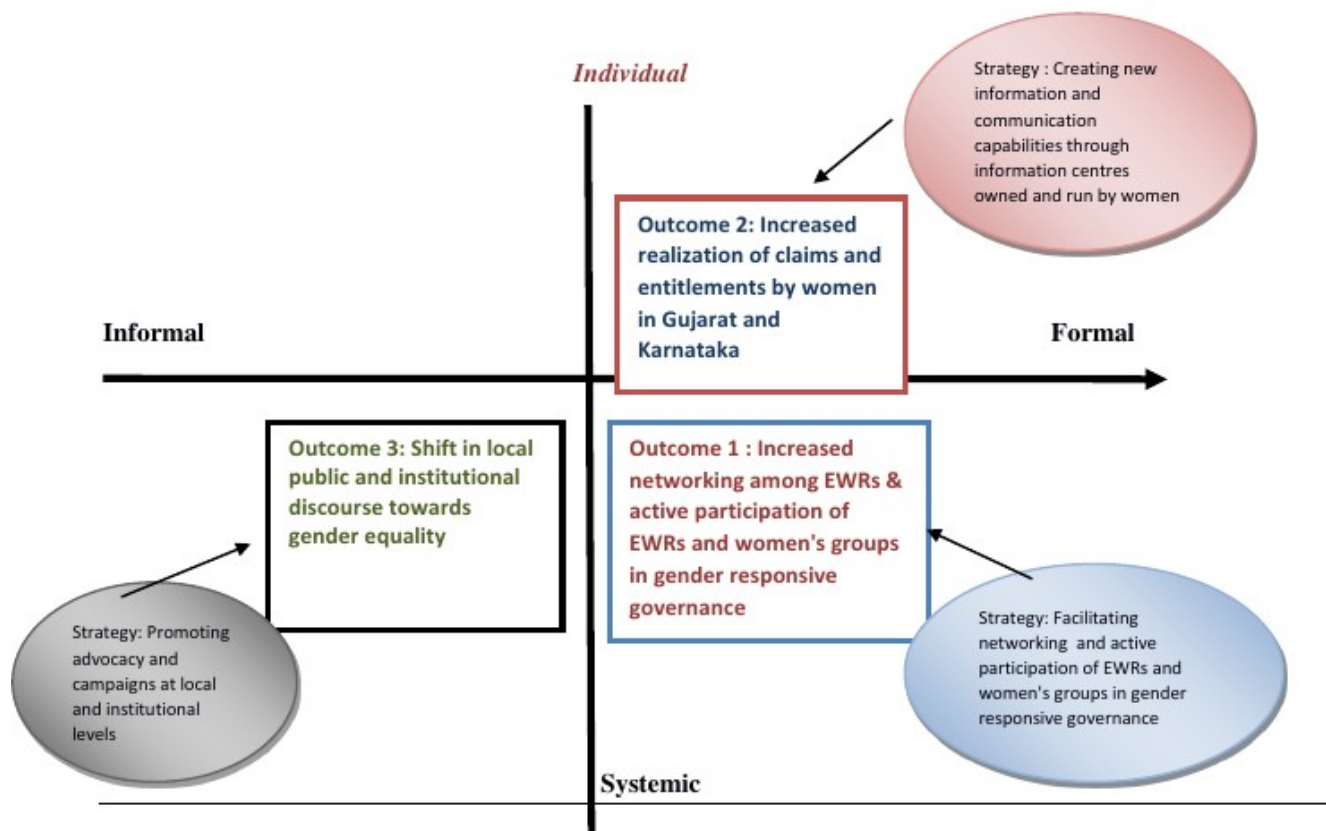 Individual
Strategy : Creating new
information and
communication
capabilities through
information centres
owned and run by women
Outcome 2: Increased
realization of claims and
entitlements by women
in Gujarat and
Karnataka
Informal
Formal
Outcome 3: Shift in local
public and institutional
discourse towards
gender equality
Outcome 1 : Increased
networking among EWRs &
active participation of
EWRs and women's groups
in gender responsive
governance
Strategy: Promoting
advocacy and
campaigns at local
and institutional
levels
Strategy: Facilitating
networking and active
participation of EWRs and
women's groups in gender
responsive governance
Systemic